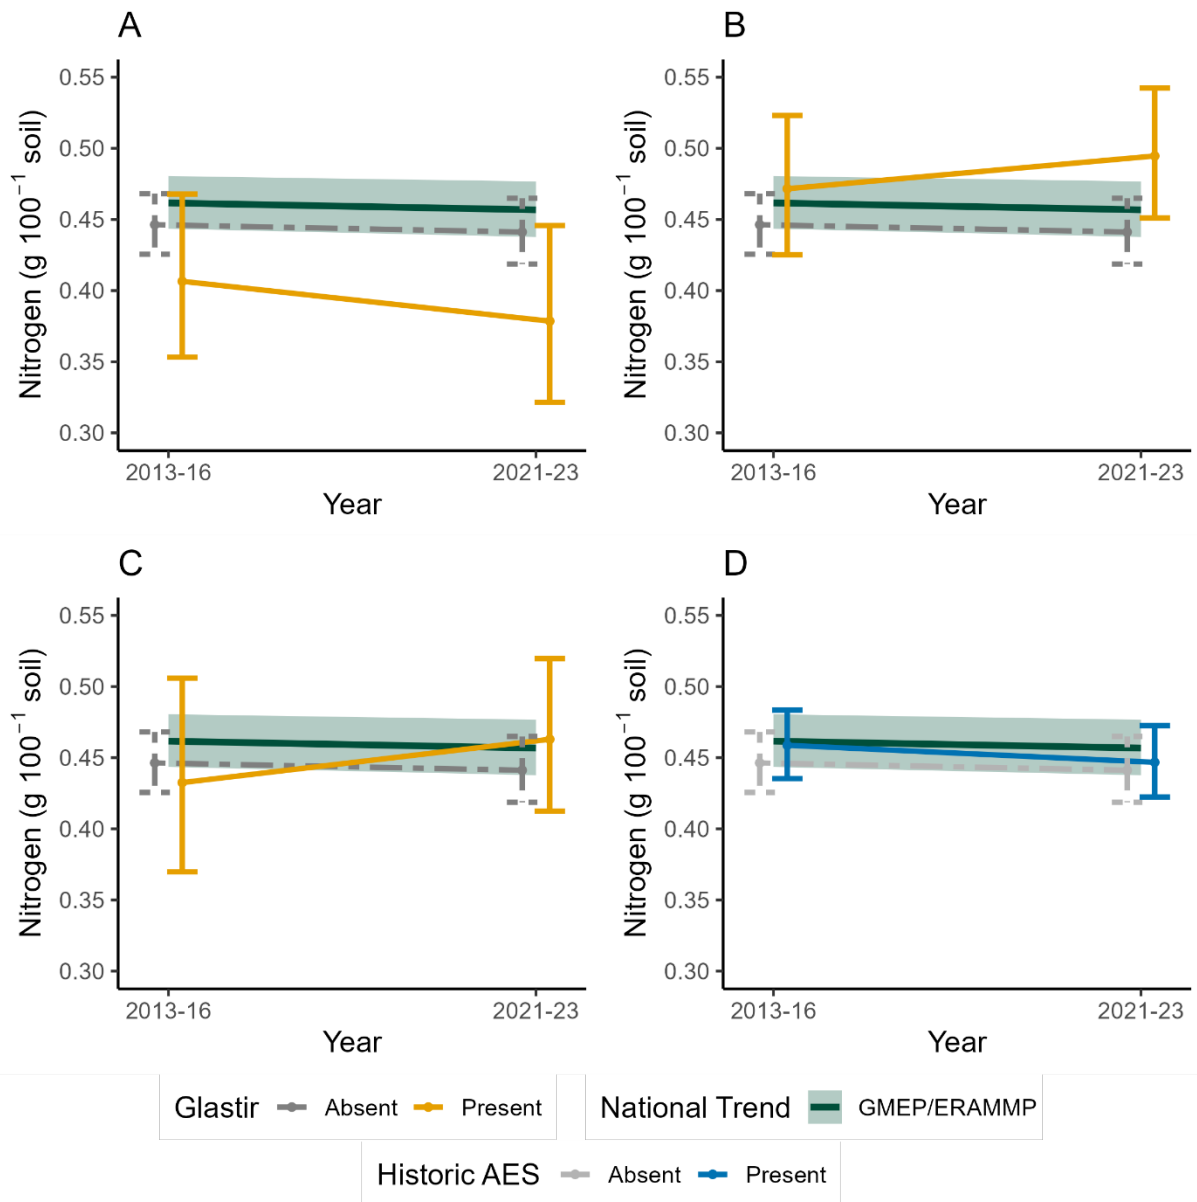 A
Nitrogen (g 100⁻¹ soil)
0.55
0.50
0.45
0.40
0.35
0.30
2013-16
2021-23
Year
B
Nitrogen (g 100⁻¹ soil)
0.55
0.50
0.45
0.40
0.35
0.30
2013-16
2021-23
Year
C
Nitrogen (g 100⁻¹ soil)
0.55
0.50
0.45
0.40
0.35
0.30
2013-16
2021-23
Year
D
Nitrogen (g 100⁻¹ soil)
0.55
0.50
0.45
0.40
0.35
0.30
2013-16
2021-23
Year
Glastir Absent Present
National Trend GMEP/ERAMMP
Historic AES Absent Present